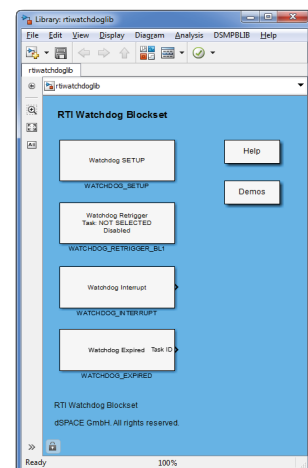 Library: rtiwatchdoglib
File Edit View Display Diagram Analysis DSMPBLIB Help
rtiwatchdoglib
rtiwatchdoglib
RTI Watchdog Blockset
Watchdog SETUP
WATCHDOG_SETUP
Help
Demos
Watchdog Retrigger
Task: NOT SELECTED
Disabled
WATCHDOG_RETRIGGER_BL1
Watchdog Interrupt
WATCHDOG_INTERRUPT
Watchdog Expired Task ID
WATCHDOG_EXPIRED
RTI Watchdog Blockset
dSPACE GmbH. All rights reserved.
Ready 100%